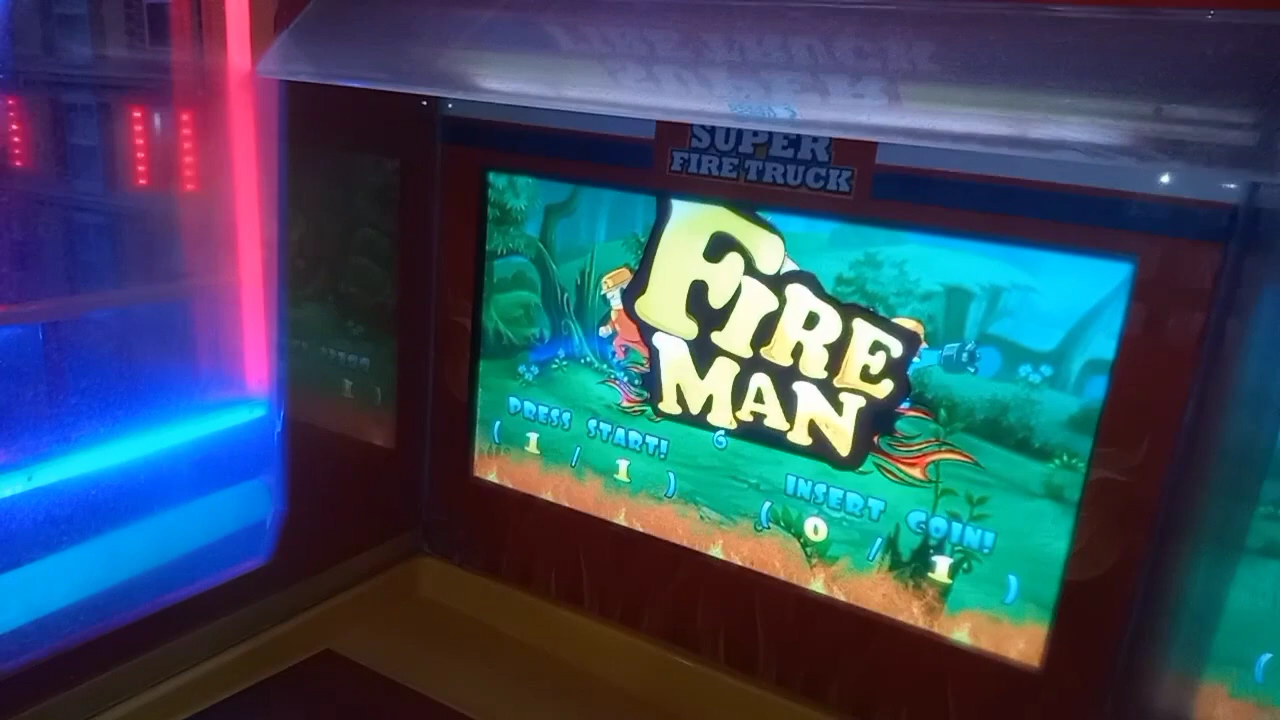 SUPER
FIRE TRUCK
FIRE
MAN
PRESS START!
( 1 / 1 )
6
INSERT COIN!
( 0 / 1 )